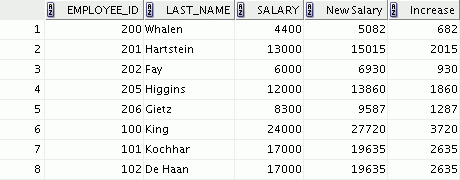 EMPLOYEE_ID LAST_NAME SALARY New Salary Increase
1 200 Whalen 4400 5082 682
2 201 Hartstein 13000 15015 2015
3 202 Fay 6000 6930 930
4 205 Higgins 12000 13860 1860
5 206 Gietz 8300 9587 1287
6 100 King 24000 27720 3720
7 101 Kochhar 17000 19635 2635
8 102 De Haan 17000 19635 2635